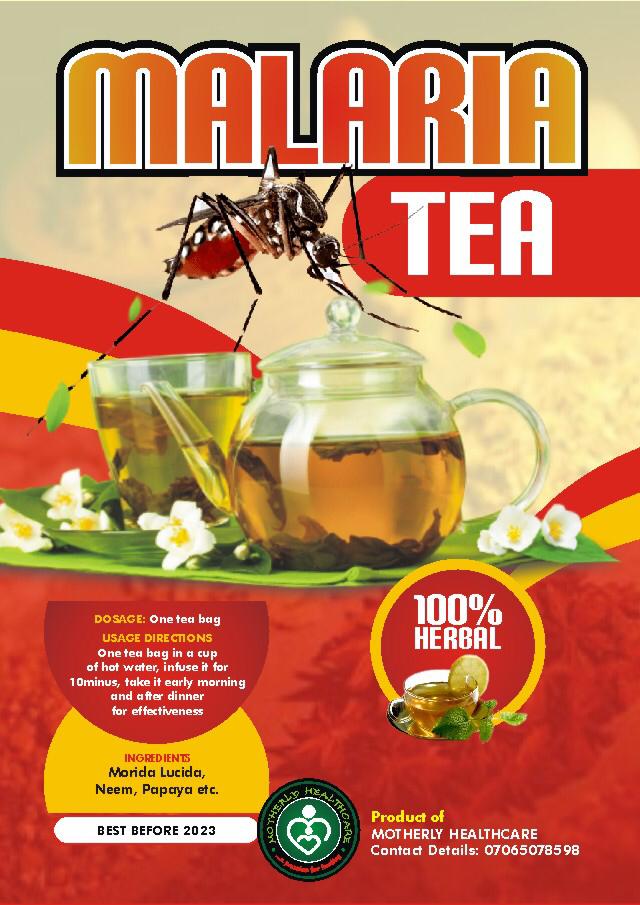 MALARIA
TEA
100%
HERBAL
DOSAGE: One tea bag
USAGE DIRECTIONS
One tea bag in a cup
of hot water, infuse it for
10minus, take it early morning
and after dinner
for effectiveness
INGREDIENTS
Morida Lucida,
Neem, Papaya etc.
BEST BEFORE 2023
MOTHERLY HEALTHCARE
Product of
MOTHERLY HEALTHCARE
Contact Details: 07065078598